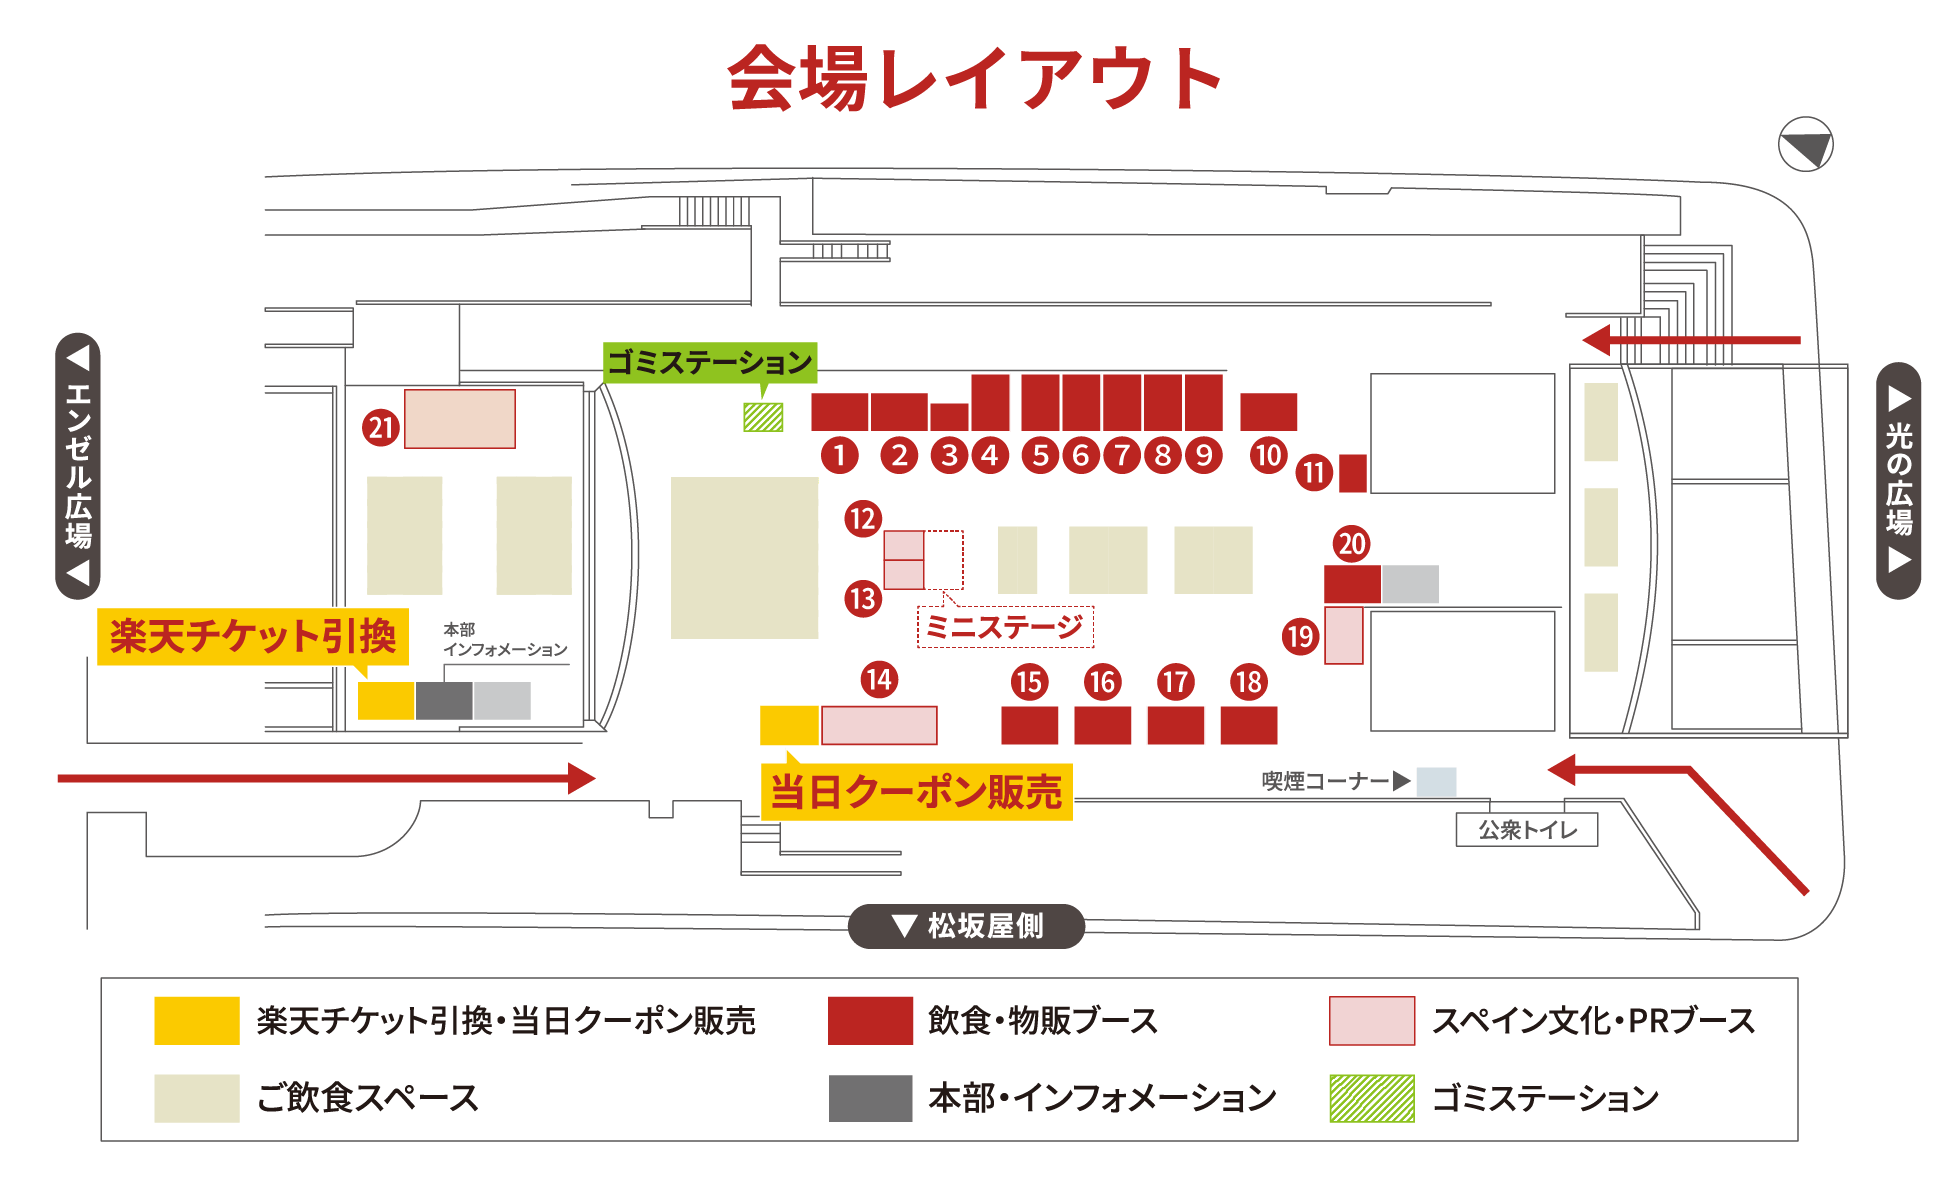 会場レイアウト
ゴミステーション
エンゼル広場
光の広場
21
1
2
3
4
5
6
7
8
9
10
11
12
13
ミニステージ
20
19
楽天チケット引換
本部
インフォメーション
14
15
16
17
18
当日クーポン販売
喫煙コーナー
公衆トイレ
松坂屋側
楽天チケット引換・当日クーポン販売
飲食・物販ブース
スペイン文化・PRブース
ご飲食スペース
本部・インフォメーション
ゴミステーション